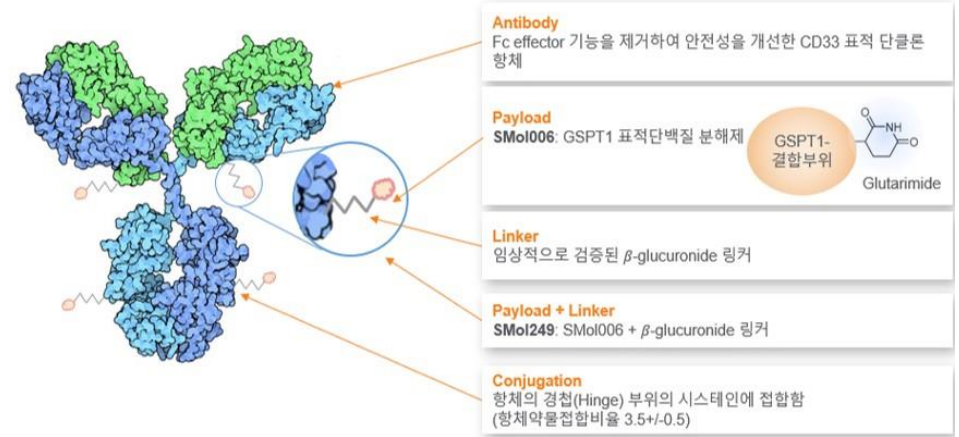 Antibody
Fc effector 기능을 제거하여 안전성을 개선한 CD33 표적 단클론
항체
Payload
SMol006: GSPT1 표적단백질 분해제
GSPT1-
결합부위
O
NH
O
Glutarimide
Linker
임상적으로 검증된 β-glucuronide 링커
Payload + Linker
SMol249: SMol006 + β-glucuronide 링커
Conjugation
항체의 경첩(Hinge) 부위의 시스테인에 접합함
(항체약물접합비율 3.5+/-0.5)